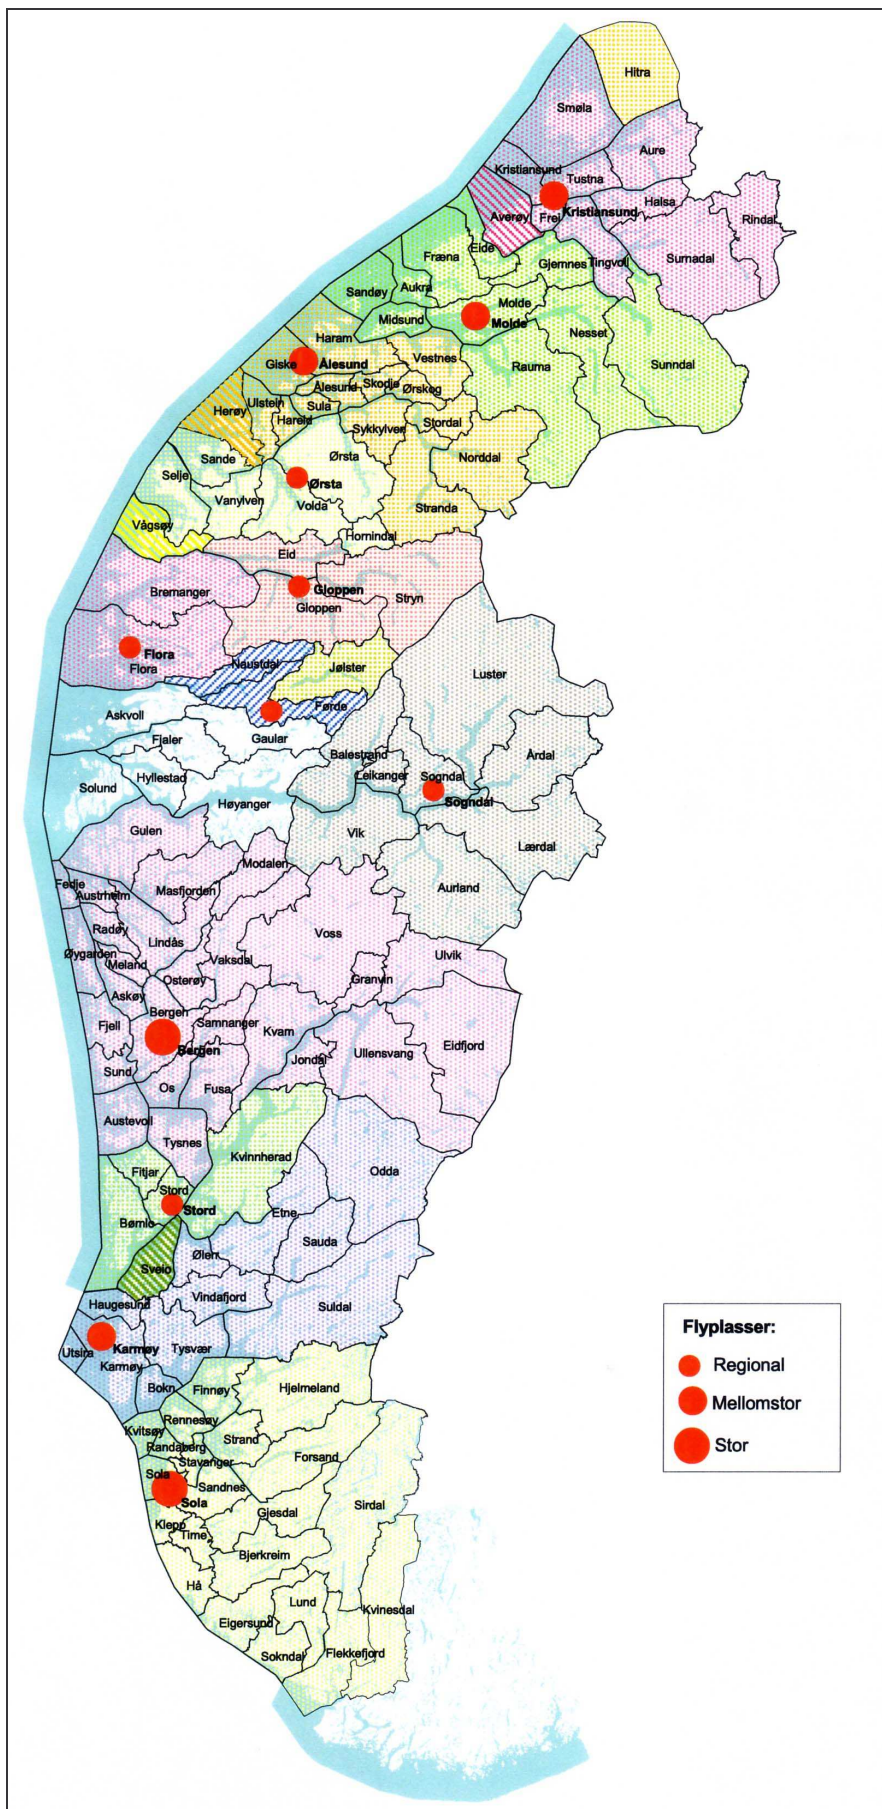 Hitra
Smøla
Aure
Kristiansund
Tustna
Halsa
Averøy
Frei
Kristiansund
Rindal
Eide
Fræna
Gjemnes
Tingvoll
Surnadal
Sandøy
Aukra
Molde
Midsund
Molde
Nesset
Haram
Vestnes
Giske
Ålesund
Rauma
Sunndal
Ålesund
Skodje
Ørskog
Herøy
Ulstein
Sula
Hareid
Sykkylven
Stordal
Sande
Ørsta
Norddal
Selje
Ørsta
Vanylven
Volda
Stranda
Vågsøy
Hornindal
Eid
Bremanger
Gloppen
Stryn
Gloppen
Flora
Flora
Naustdal
Jølster
Luster
Askvoll
Førde
Fjaler
Gaular
Balestrand
Årdal
Hyllestad
Leikanger
Sogndal
Solund
Høyanger
Sogndal
Gulen
Vik
Lærdal
Modalen
Fedje
Masfjorden
Aurland
Austrheim
Radøy
Lindås
Voss
Øygarden
Vaksdal
Ulvik
Meland
Osterøy
Granvin
Askøy
Bergen
Fjell
Samnanger
Kvam
Eidfjord
Bergen
Ullensvang
Jondal
Sund
Os
Fusa
Austevoll
Tysnes
Kvinnherad
Odda
Fitjar
Stord
Stord
Etne
Bømlo
Sauda
Ølen
Sveio
Vindafjord
Haugesund
Suldal
Karmøy
Utsira
Tysvær
Karmøy
Bokn
Finnøy
Hjelmeland
Rennesøy
Kvitsøy
Strand
Randaberg
Forsand
Stavanger
Sola
Sandnes
Sola
Sirdal
Gjesdal
Klepp
Time
Bjerkreim
Hå
Lund
Kvinesdal
Eigersund
Sokndal
Flekkefjord
Flyplasser:
Regional
Mellomstor
Stor